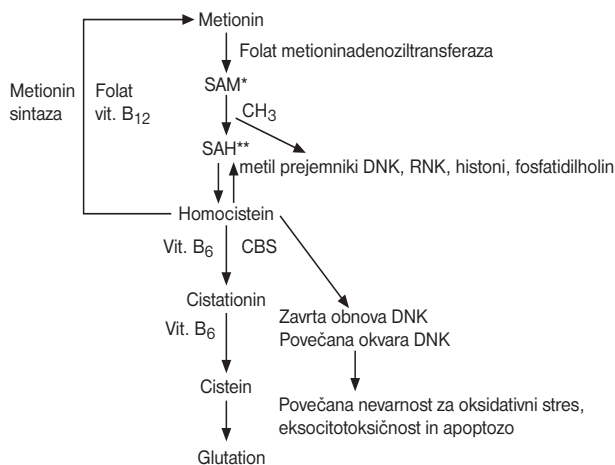 Metionin
Folat metioninadenoziltransferaza
Metionin
sintaza
Folat
vit. B12
SAM*
CH3
SAH**
metil prejemniki DNK, RNK, histoni, fosfatidilholin
Homocistein
Vit. B6
CBS
Cistationin
Zavrta obnova DNK
Povečana okvara DNK
Vit. B6
Cistein
Povečana nevarnost za oksidativni stres,
eksocitotoksičnost in apoptozo
Glutation